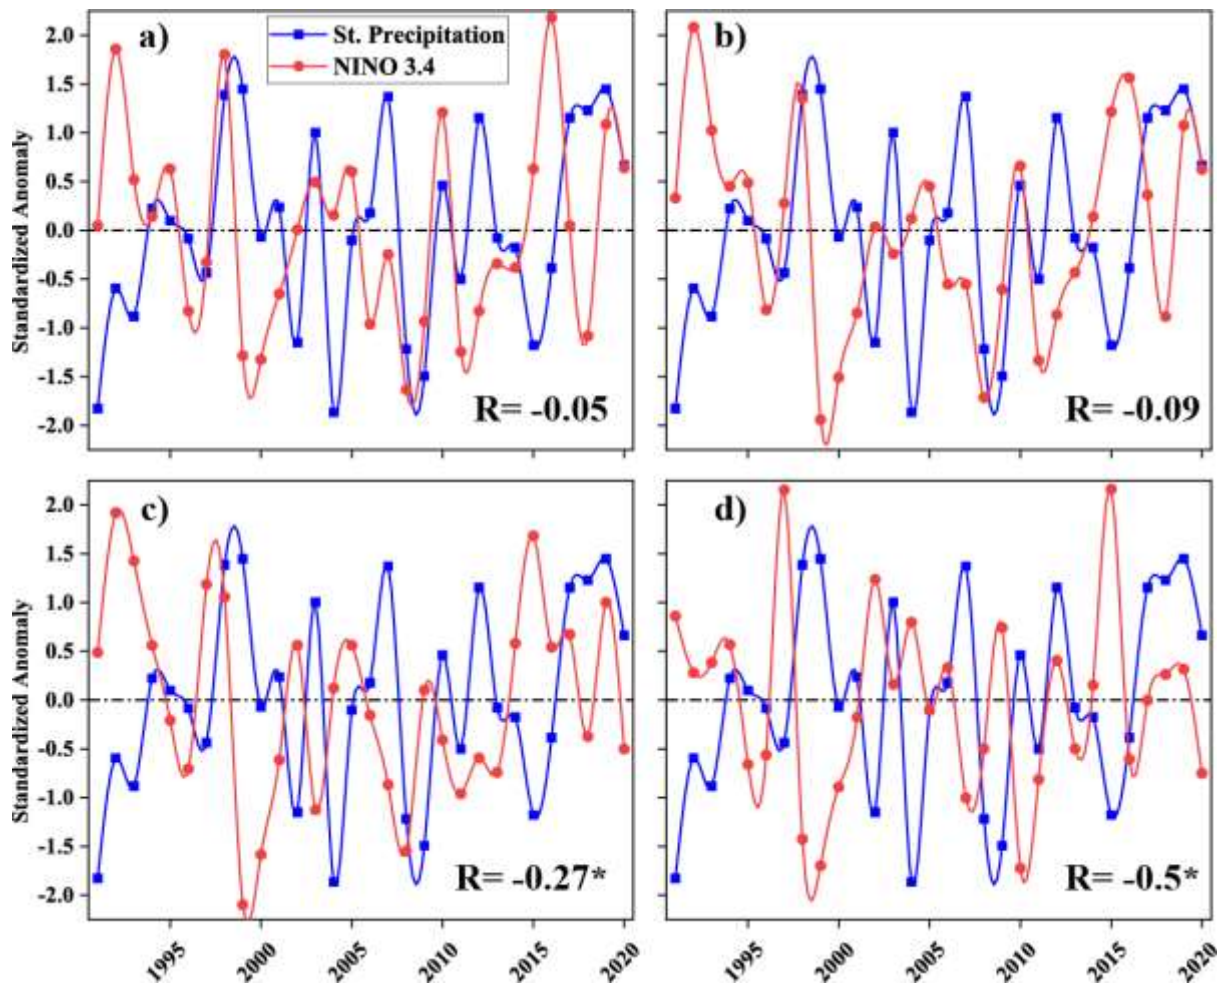 a)
St. Precipitation
NINO 3.4
b)
Standardized Anomaly
2.0
1.5
1.0
0.5
0.0
-0.5
-1.0
-1.5
-2.0
R= -0.05
R= -0.09
c)
d)
Standardized Anomaly
2.0
1.5
1.0
0.5
0.0
-0.5
-1.0
-1.5
-2.0
R= -0.27*
R= -0.5*
1995
2000
2005
2010
2015
2020
1995
2000
2005
2010
2015
2020